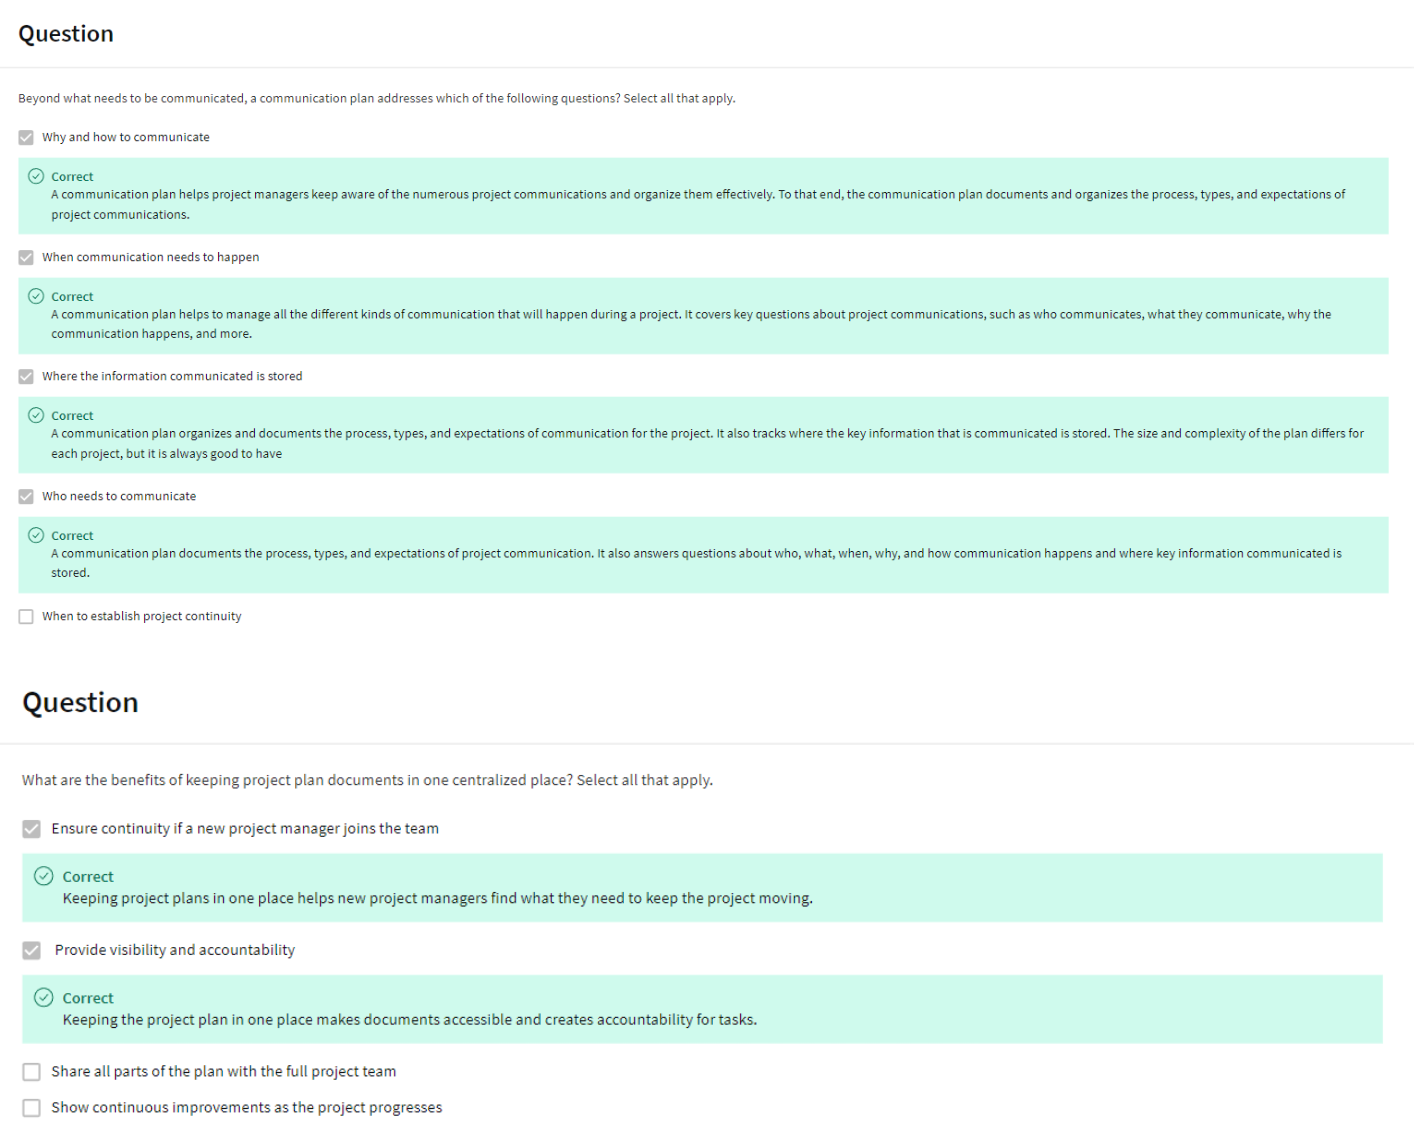 Question
Beyond what needs to be communicated, a communication plan addresses which of the following questions? Select all that apply.
Why and how to communicate
Correct
A communication plan helps project managers keep aware of the numerous project communications and organize them effectively. To that end, the communication plan documents and organizes the process, types, and expectations of
project communications.
When communication needs to happen
Correct
A communication plan helps to manage all the different kinds of communication that will happen during a project. It covers key questions about project communications, such as who communicates, what they communicate, why the
communication happens, and more.
Where the information communicated is stored
Correct
A communication plan organizes and documents the process, types, and expectations of communication for the project. It also tracks where the key information that is communicated is stored. The size and complexity of the plan differs for
each project, but it is always good to have
Who needs to communicate
Correct
A communication plan documents the process, types, and expectations of project communication. It also answers questions about who, what, when, why, and how communication happens and where key information communicated is
stored.
When to establish project continuity
Question
What are the benefits of keeping project plan documents in one centralized place? Select all that apply.
Ensure continuity if a new project manager joins the team
Correct
Keeping project plans in one place helps new project managers find what they need to keep the project moving.
Provide visibility and accountability
Correct
Keeping the project plan in one place makes documents accessible and creates accountability for tasks.
Share all parts of the plan with the full project team
Show continuous improvements as the project progresses